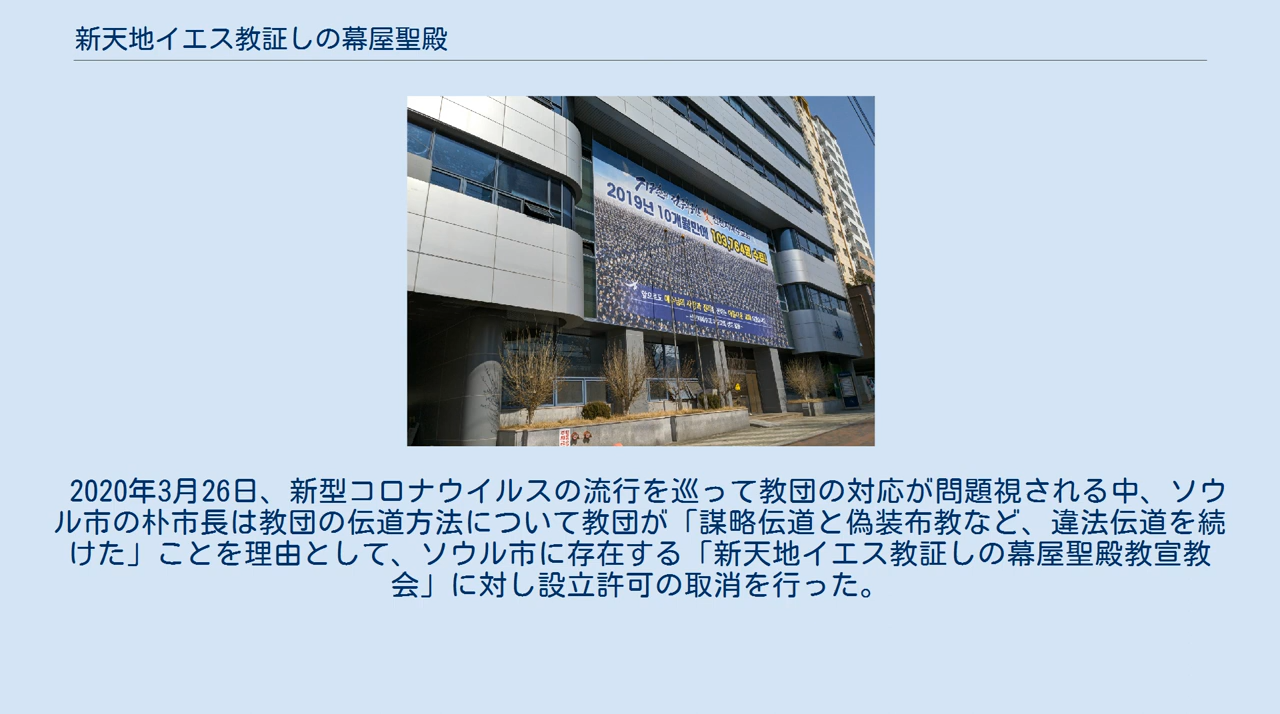 新天地イエス教証しの幕屋聖殿
2019년 10개월만에 103,764명 수료!
2020年3月26日、新型コロナウイルスの流行を巡って教団の対応が問題視される中、ソウ
ル市の朴市長は教団の伝道方法について教団が「謀略伝道と偽装布教など、違法伝道を続
けた」ことを理由として、ソウル市に存在する「新天地イエス教証しの幕屋聖殿教宣教
会」に対し設立許可の取消を行った。